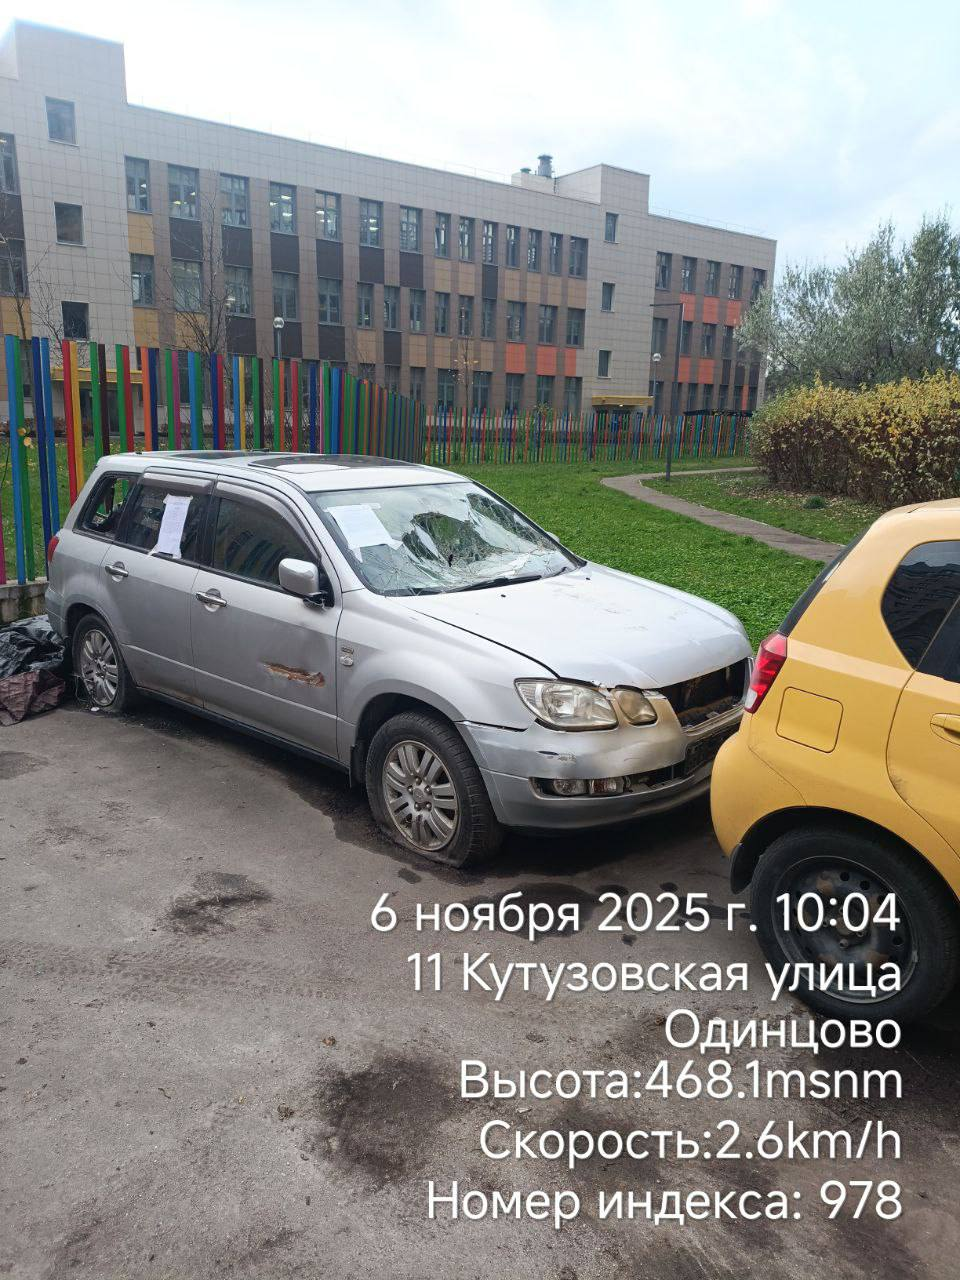 6 ноября 2025 г. 10:04
11 Кутузовская улица
Одинцово
Высота:468.1msnm
Скорость:2.6km/h
Номер индекса: 978